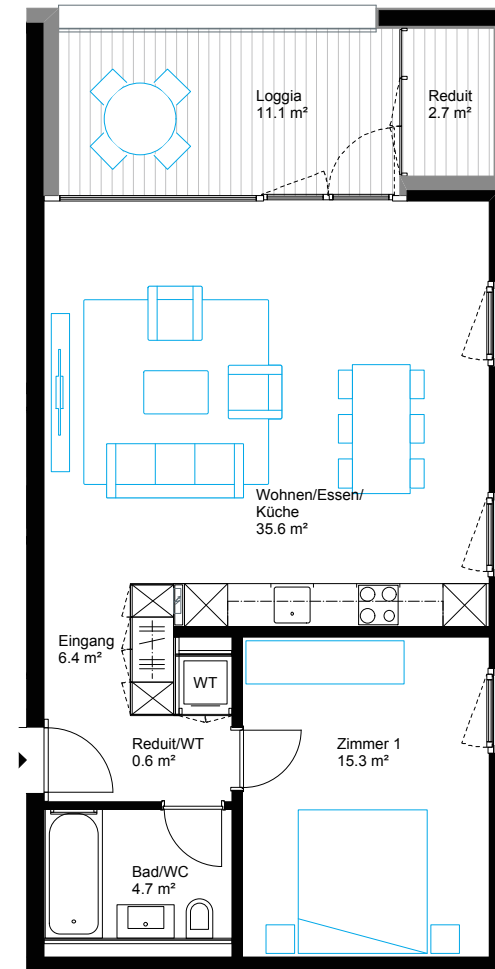 Loggia
11.1 m²
Reduit
2.7 m²
Wohnen/Essen/
Küche
35.6 m²
Eingang
6.4 m²
WT
Reduit/WT
0.6 m²
Zimmer 1
15.3 m²
Bad/WC
4.7 m²